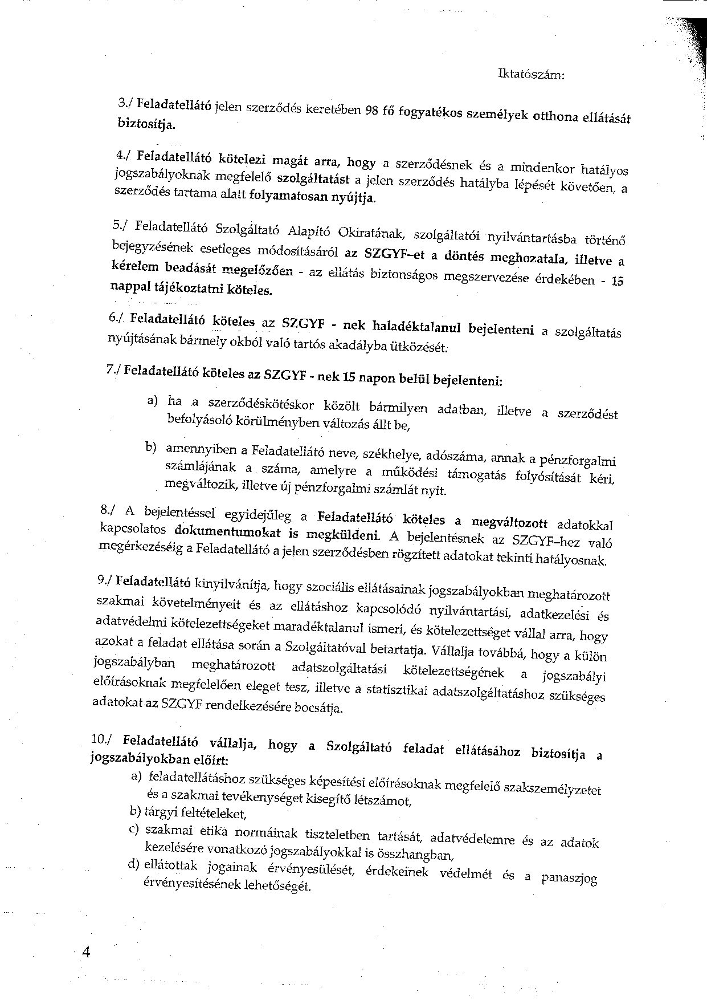 Iktatószám:
3./ Feladatellátó jelen szerződés keretében 98 fő fogyatékos személyek otthona ellátását
biztosítja.
4./ Feladatellátó kötelezi magát arra, hogy a szerződésnek és a mindenkor hatályos
jogszabályoknak megfelelő szolgáltatást a jelen szerződés hatályba lépését követően, a
szerződés tartama alatt folyamatosan nyújtja.
5./ Feladatellátó Szolgáltató Alapító Okiratának, szolgáltatói nyilvántartásba történő
bejegyzésének esetleges módosításáról az SZGYF–et a döntés meghozatala, illetve a
kérelem beadását megelőzően - az ellátás biztonságos megszervezése érdekében - 15
nappal tájékoztatni köteles.
6./ Feladatellátó köteles az SZGYF - nek haladéktalanul bejelenteni a szolgáltatás
nyújtásának bármely okból való tartós akadályba ütközését.
7./ Feladatellátó köteles az SZGYF - nek 15 napon belül bejelenteni:
a) ha a szerződéskötéskor közölt bármilyen adatban, illetve a szerződést
befolyásoló körülményben változás állt be,
b) amennyiben a Feladatellátó neve, székhelye, adószáma, annak a pénzforgalmi
számlájának a száma, amelyre a működési támogatás folyósítását kéri,
megváltozik, illetve új pénzforgalmi számlát nyit.
8./ A bejelentéssel egyidejűleg a Feladatellátó köteles a megváltozott adatokkal
kapcsolatos dokumentumokat is megküldeni. A bejelentésnek az SZGYF–hez való
megérkezéséig a Feladatellátó a jelen szerződésben rögzített adatokat tekinti hatályosnak.
9./ Feladatellátó kinyilvánítja, hogy szociális ellátásainak jogszabályokban meghatározott
szakmai követelményeit és az ellátáshoz kapcsolódó nyilvántartási, adatkezelési és
adatvédelmi kötelezettségeket maradéktalanul ismeri, és kötelezettséget vállal arra, hogy
azokat a feladat ellátása során a Szolgáltatóval betartatja. Vállalja továbbá, hogy a külön
jogszabályban meghatározott adatszolgáltatási kötelezettségének a jogszabályi
előírásoknak megfelelően eleget tesz, illetve a statisztikai adatszolgáltatáshoz szükséges
adatokat az SZGYF rendelkezésére bocsátja.
10./ Feladatellátó vállalja, hogy a Szolgáltató feladat ellátásához biztosítja a
jogszabályokban előírt:
a) feladatellátáshoz szükséges képesítési előírásoknak megfelelő szakszemélyzetet
és a szakmai tevékenységet kisegítő létszámot,
b) tárgyi feltételeket,
c) szakmai etika normáinak tiszteletben tartását, adatvédelemre és az adatok
kezelésére vonatkozó jogszabályokkal is összhangban,
d) ellátottak jogainak érvényesülését, érdekeinek védelmét és a panaszjog
érvényesítésének lehetőségét.
4